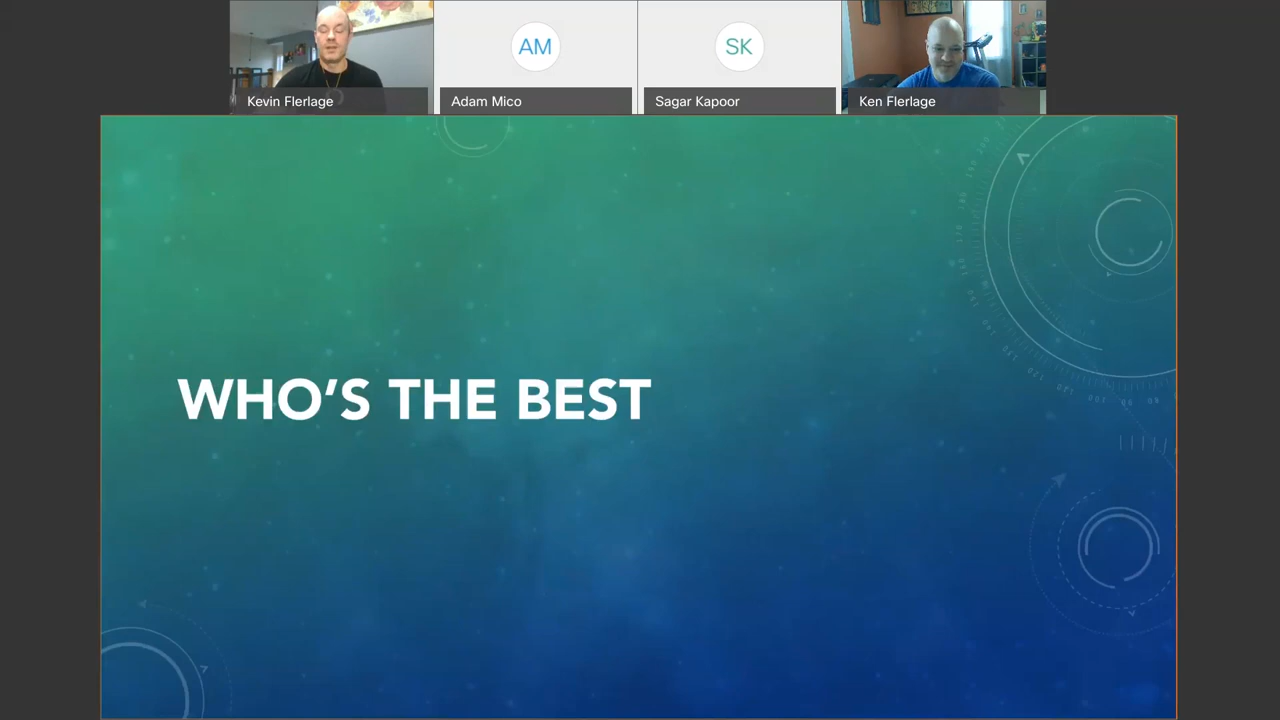 AM
SK
Kevin Flerlage
Adam Mico
Sagar Kapoor
Ken Flerlage
WHO'S THE BEST